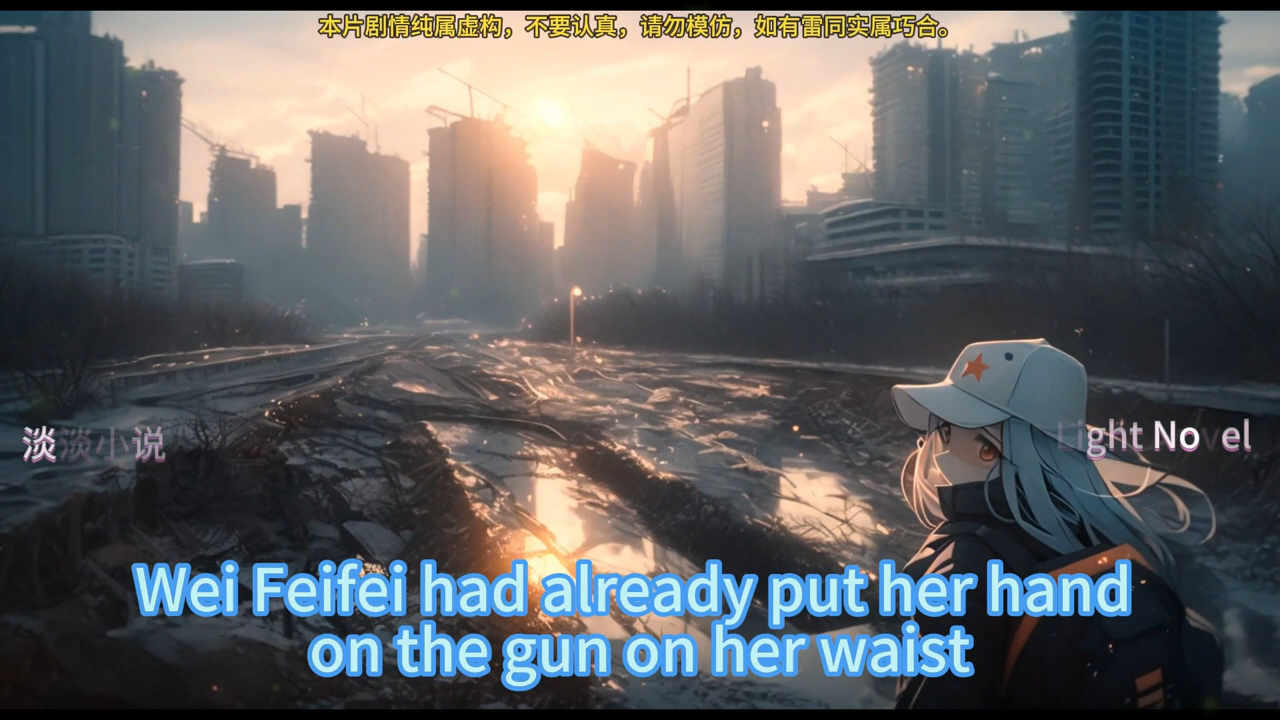 本片剧情纯属虚构，不要认真，请勿模仿，如有雷同实属巧合。
淡淡小说
Light Novel
Wei Feifei had already put her hand
on the gun on her waist